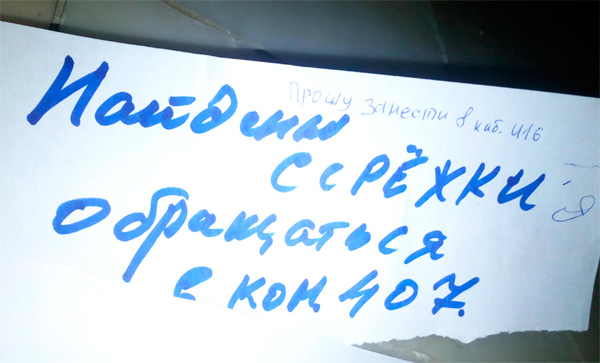 Прошу занести в каб. 416
Найдены
СЕРЁЖКИ
Обращаться
в ком. 407.